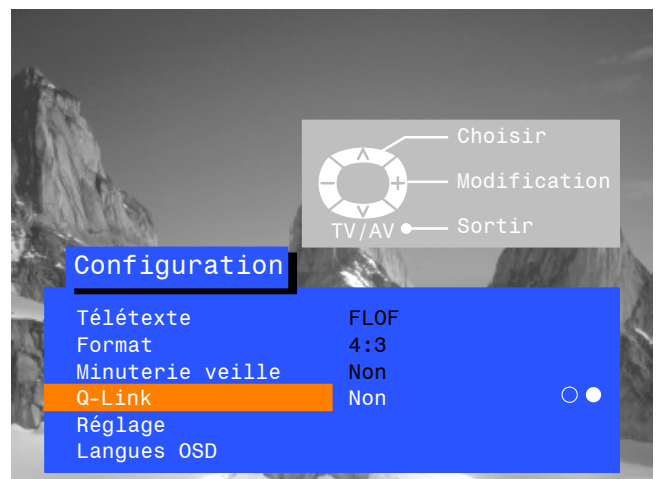 Choisir
Modification
TV/AV Sortir
Configuration
Télétexte FLOF
Format 4:3
Minuterie veille Non
Q-Link Non
Réglage
Langues OSD